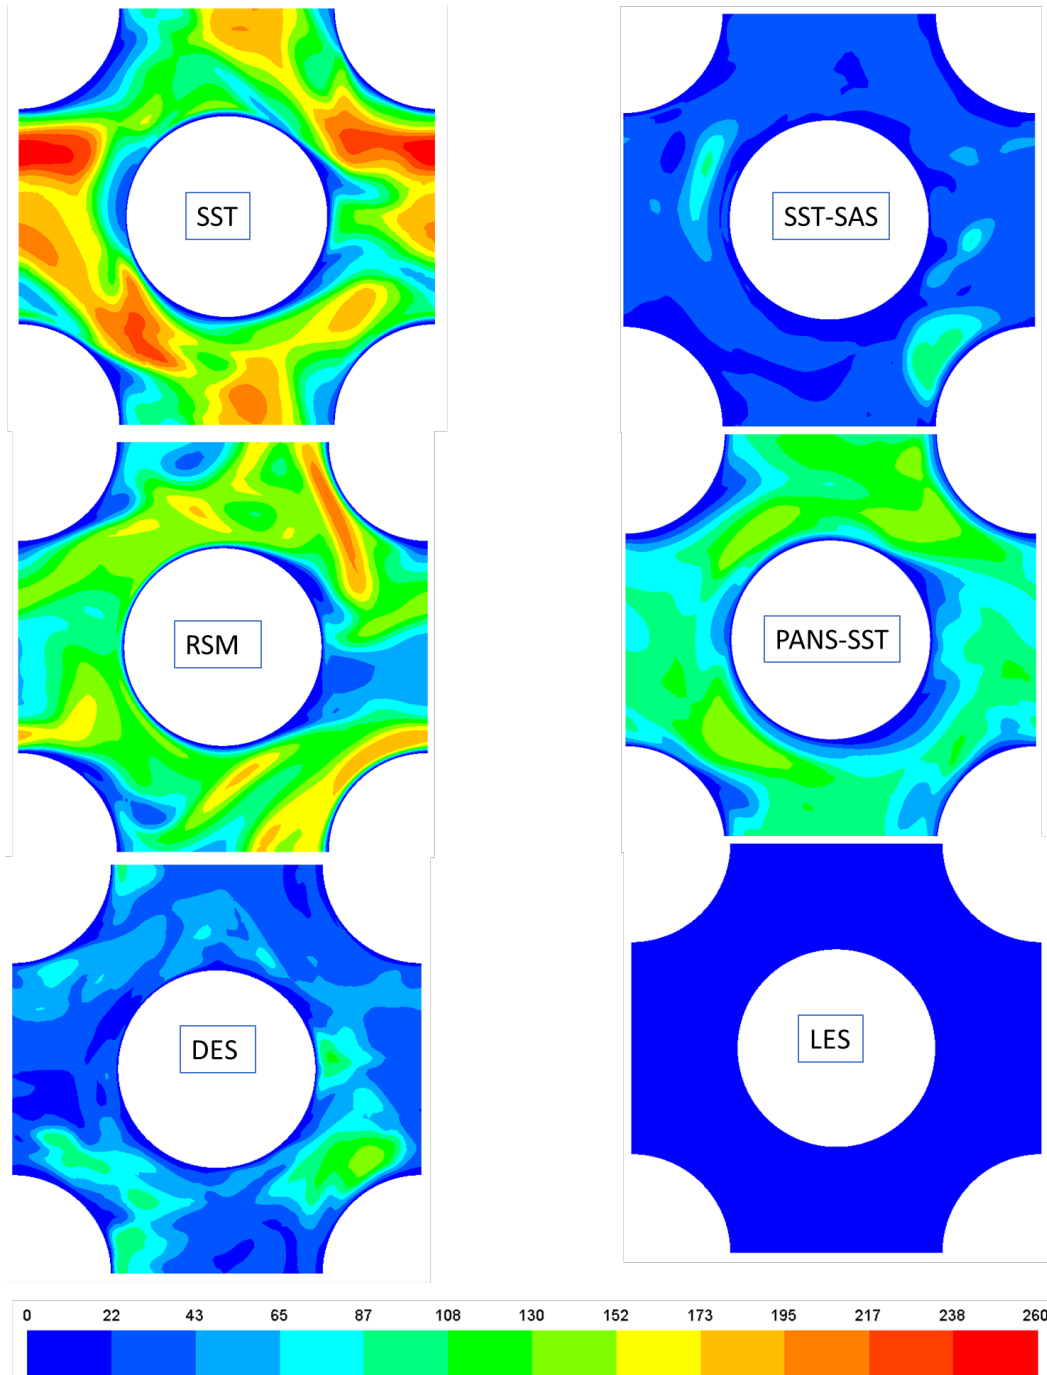 SST
SST-SAS
RSM
PANS-SST
DES
LES
0 22 43 65 87 108 130 152 173 195 217 238 260